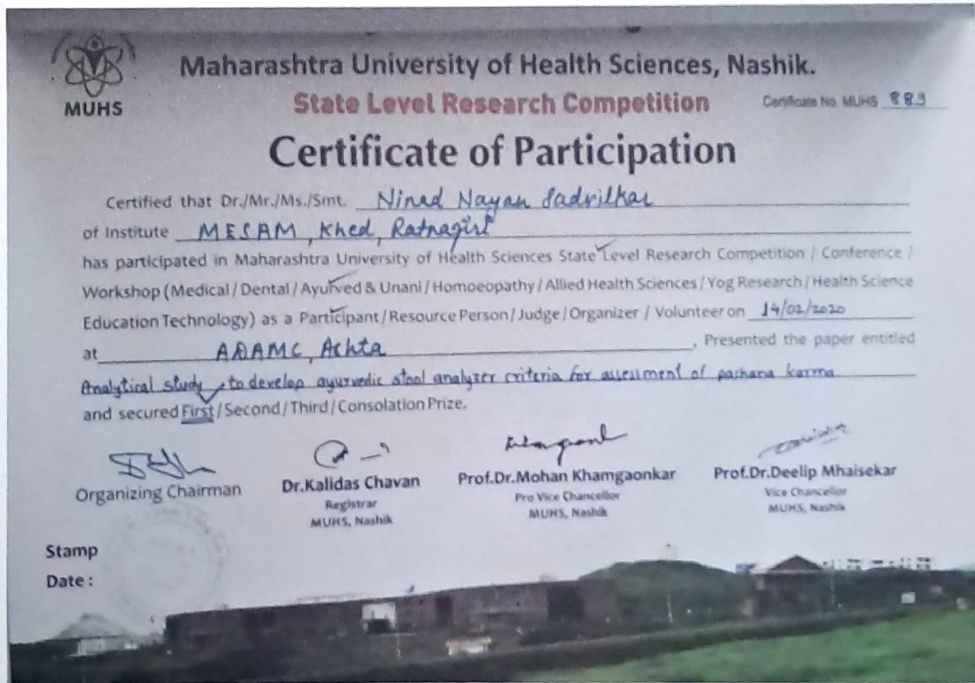 MUHS
Maharashtra University of Health Sciences, Nashik.
State Level Research Competition
Certificate No. MUHS 889
Certificate of Participation
Certified that Dr./Mr./Ms./Smt. Ninad Nayan Sadvilkar
of Institute MESAM, Khed, Ratnagiri
has participated in Maharashtra University of Health Sciences State Level Research Competition / Conference /
Workshop (Medical / Dental / Ayurved & Unani / Homoeopathy / Allied Health Sciences / Yog Research / Health Science
Education Technology) as a Participant / Resource Person / Judge / Organizer / Volunteer on 14/02/2020
at ADAMC, Ashta, Presented the paper entitled
Analytical study to develop ayurvedic stool analyzer criteria for assessment of pachana karma
and secured First / Second / Third / Consolation Prize.
Organizing Chairman
Dr.Kalidas Chavan
Registrar
MUHS, Nashik
Prof.Dr.Mohan Khamgaonkar
Pro Vice Chancellor
MUHS, Nashik
Prof.Dr.Deelip Mhaisekar
Vice Chancellor
MUHS, Nashik
Stamp
Date :